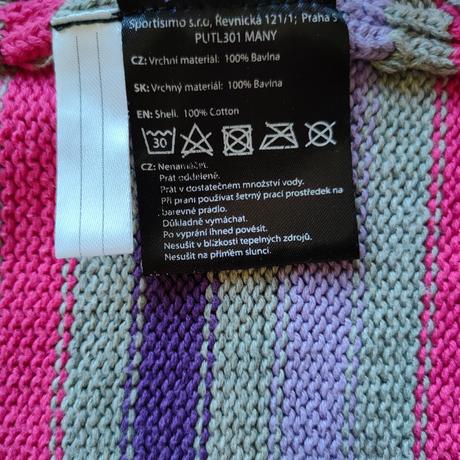 Sportisimo s.r.o, Řevnická 121/1; Praha 5
PUTL301 MANY
CZ: Vrchní materiál: 100% Bavlna
SK: Vrchný materiál: 100% Bavlna
EN: Shell: 100% Cotton
30
CZ: Nenamáčet.
Prát odděleně.
Prát v dostatečném množství vody.
Při praní používat šetrný prací prostředek na
barevné prádlo.
Důkladně vymáchat.
Po vyprání ihned pověsit.
Nesušit v blízkosti tepelných zdrojů.
Nesušit na přímém slunci.